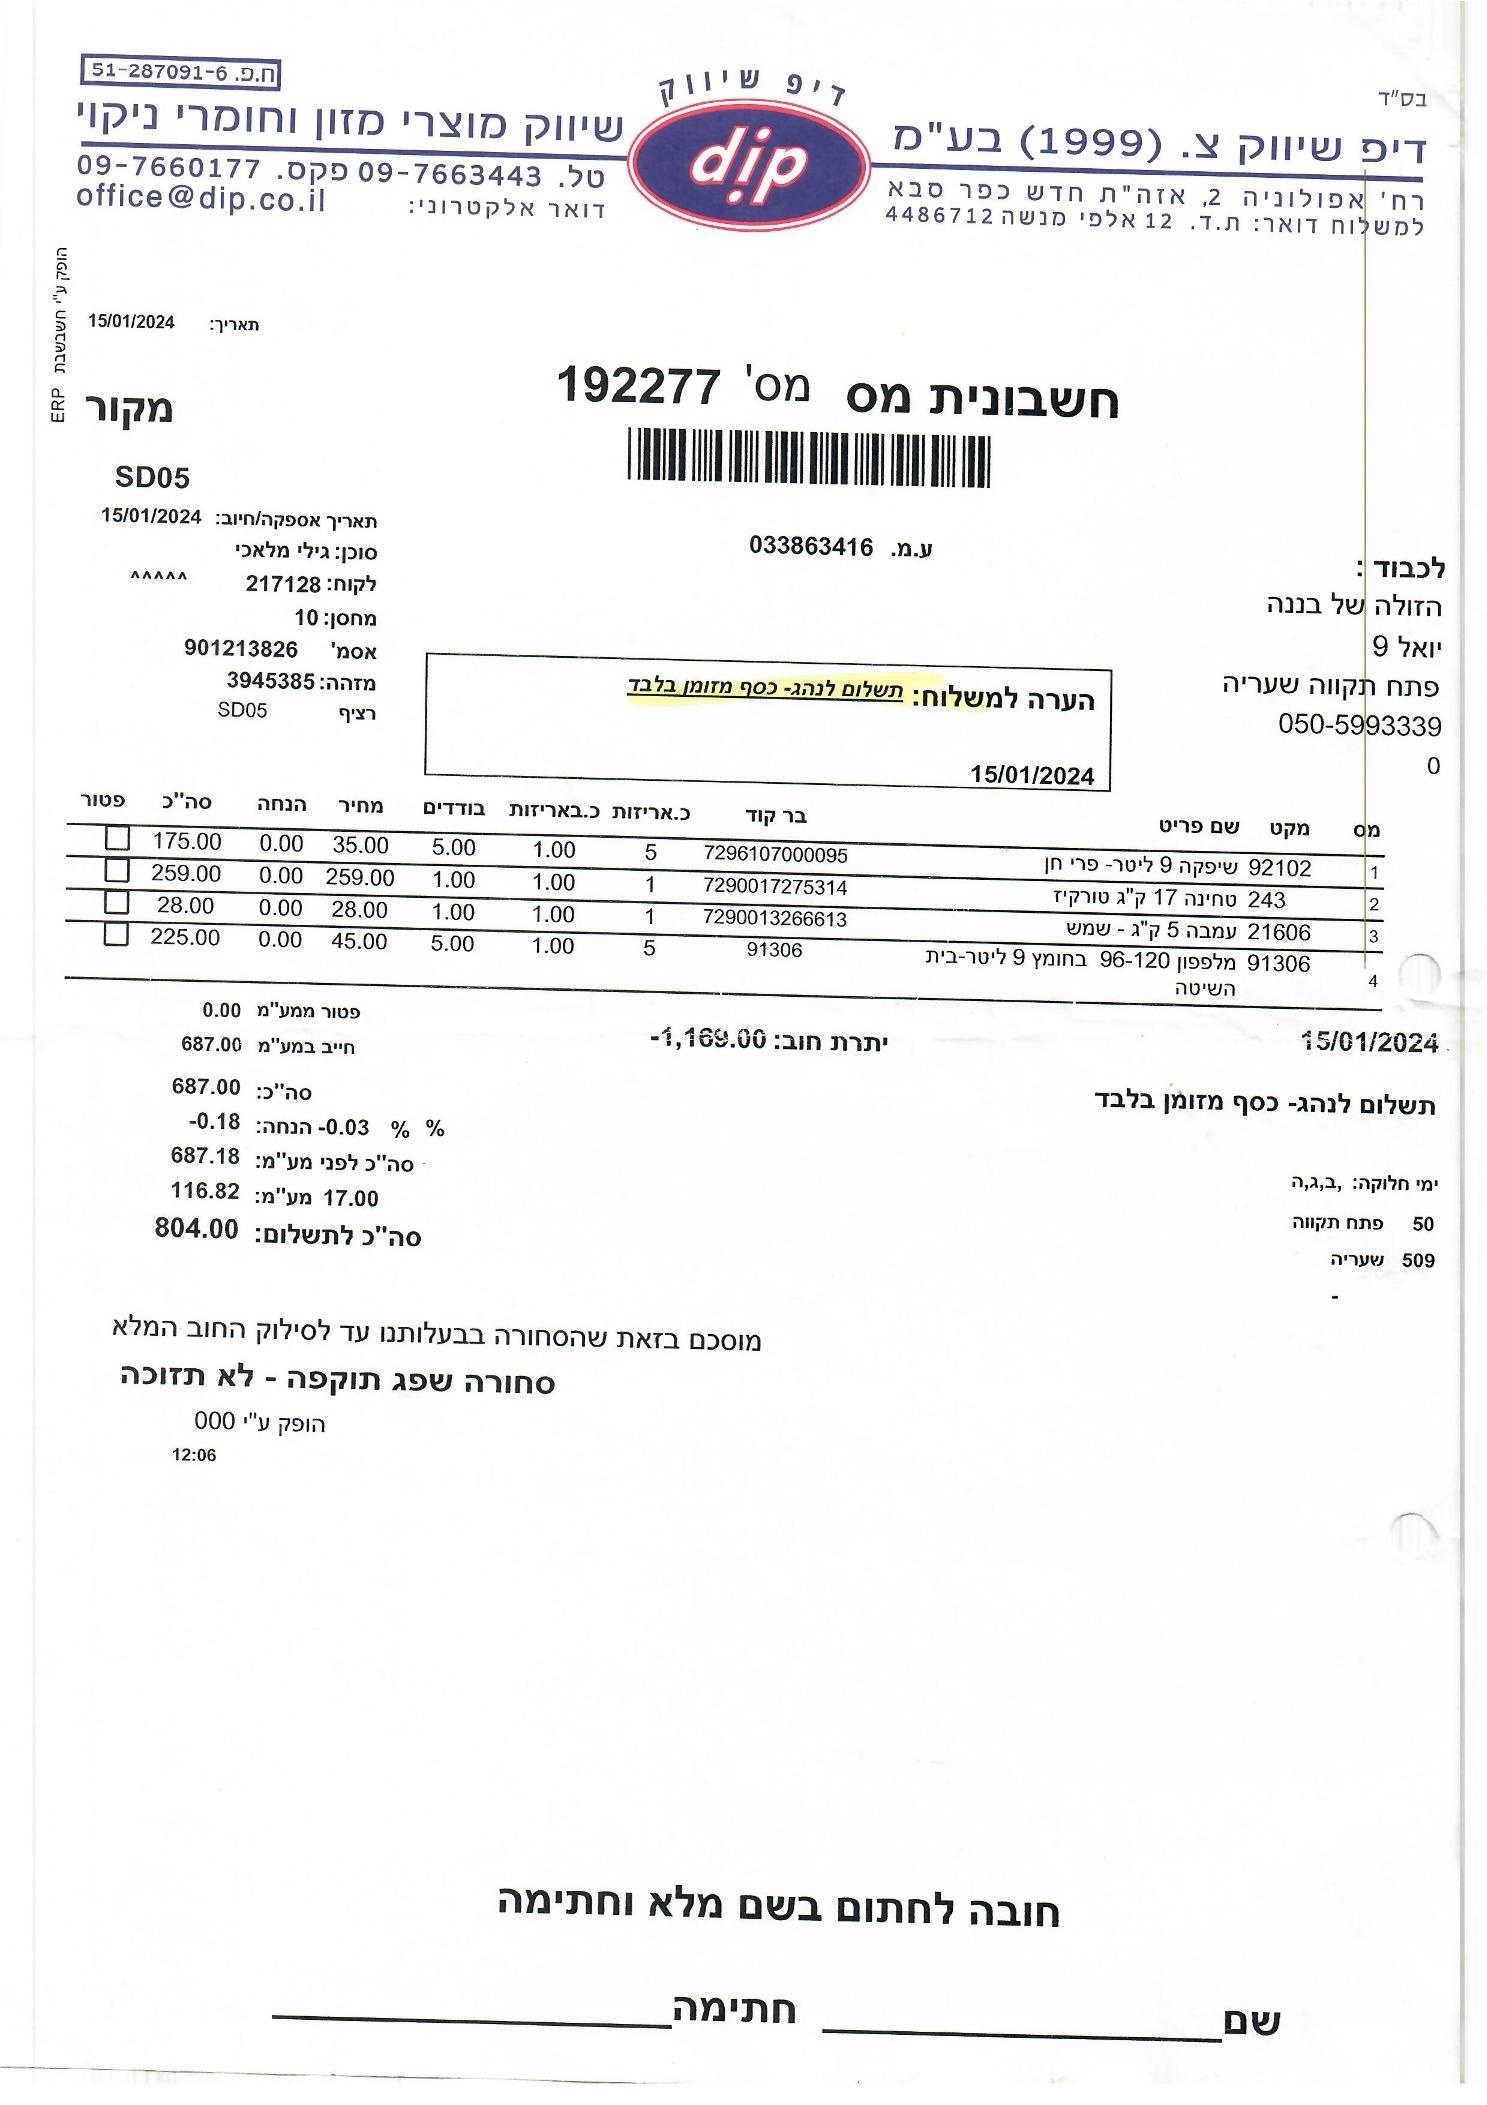 בס"ד
ח.פ. 51-287091-6
דיפ שיווק
dip
דיפ שיווק צ. (1999) בע"מ
שיווק מוצרי מזון וחומרי ניקוי
רח' אפולוניה 2, אזה"ת חדש כפר סבא
למשלוח דואר: ת.ד. 12 אלפי מנשה 4486712
טל. 09-7663443 פקס. 09-7660177
דואר אלקטרוני: office@dip.co.il
הופק ע"י חשבשבת ERP
תאריך: 15/01/2024
חשבונית מס מס' 192277
מקור
SD05
תאריך אספקה/חיוב: 15/01/2024
סוכן: גילי מלאכי
לקוח: 217128 ^^^^^
מחסן: 10
אסמ' 901213826
מזהה: 3945385
רציף SD05
ע.מ. 033863416
לכבוד :
הזולה של בננה
יואל 9
פתח תקווה שעריה
050-5993339
0
הערה למשלוח: תשלום לנהג- כסף מזומן בלבד
15/01/2024
מס מקט שם פריט בר קוד כ.אריזות כ.באריזות בודדים מחיר הנחה סה"כ פטור
1 92102 שיפקה 9 ליטר- פרי חן 7296107000095 5 1.00 5.00 35.00 0.00 175.00
2 243 טחינה 17 ק"ג טורקיז 7290017275314 1 1.00 1.00 259.00 0.00 259.00
3 21606 עמבה 5 ק"ג - שמש 7290013266613 1 1.00 1.00 28.00 0.00 28.00
4 91306 מלפפון 96-120 בחומץ 9 ליטר-בית 91306 5 1.00 5.00 45.00 0.00 225.00
השיטה
15/01/2024 יתרת חוב: -1,169.00
תשלום לנהג- כסף מזומן בלבד
ימי חלוקה: ,ב,ג,ה
50 פתח תקווה
509 שעריה
-
פטור ממע"מ 0.00
חייב במע"מ 687.00
סה"כ: 687.00
% % -0.03 הנחה: -0.18
סה"כ לפני מע"מ: 687.18
17.00 מע"מ: 116.82
סה"כ לתשלום: 804.00
מוסכם בזאת שהסחורה בבעלותנו עד לסילוק החוב המלא
סחורה שפג תוקפה - לא תזוכה
הופק ע"י 000
12:06
חובה לחתום בשם מלא וחתימה
שם חתימה